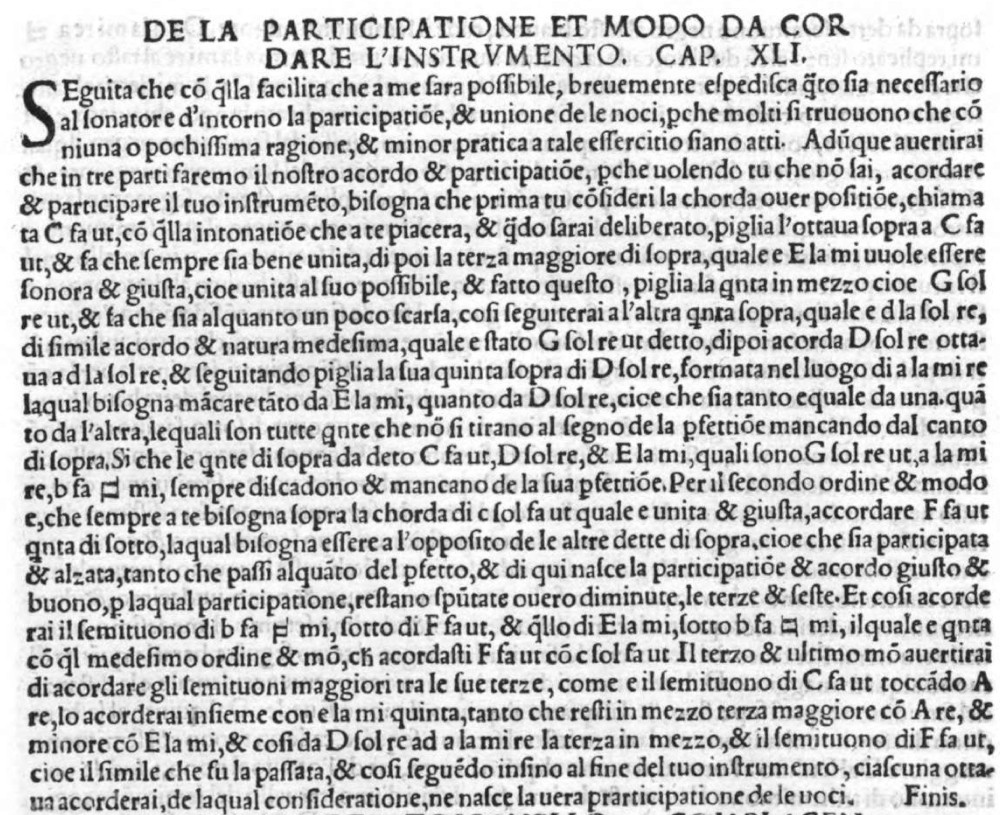 DE LA PARTICIPATIONE ET MODO DA COR
DARE L'INSTRVMENTO. CAP. XLI.
SEguita che cõ q̃lla facilita che a me sara poſſibile, breuemente eſpediſca q̃to ſia neceſſario
al ſonatore d'intorno la participatiõe,& unione de le uoci,pche molti ſi truouono che cõ
niuna o pochiſſima ragione,& minor pratica a tale eſſercitio ſiano atti. Adũque auertirai
che in tre parti faremo il noſtro acordo & participatiõe, pche uolendo tu che nõ ſai, acordare
& participare il tuo inſtrumẽto,biſogna che prima tu cõſideri la chorda ouer poſitiõe,chiama
ta C fa ut,cõ q̃lla intonatiõe che a te piacera, & q̃do ſarai deliberato,piglia l'ottaua ſopra a C fa
ut,& fa che ſempre ſia bene unita,di poi la terza maggiore di ſopra,quale e E la mi uuole eſſere
ſonora & giuſta,cioe unita al ſuo poſſibile, & fatto queſto , piglia la qnta in mezzo cioe G ſol
re ut,& fa che ſia alquanto un poco ſcarſa,coſi ſeguiterai a l'altra qnta ſopra,quale e d la ſol re,
di ſimile acordo & natura medeſima,quale e ſtato G ſol re ut detto,dipoi acorda D ſol re otta-
ua a d la ſol re,& ſeguitando piglia la ſua quinta ſopra di D ſol re,formata nel luogo di a la mi re
laqual biſogna mãcare tãto da E la mi, quanto da D ſol re,cioe che ſia tanto equale da una.quã
to da l'altra,lequali ſon tutte qnte che nõ ſi tirano al ſegno de la pfettiõe mancando dal canto
di ſopra.Si che le qnte di ſopra da deto C fa ut,D ſol re,& E la mi,quali ſono G ſol re ut,a la mi
re,b fa ♮ mi, ſempre diſcadono & mancano de la ſua pfettiõe.Per il ſecondo ordine & modo
e,che ſempre a te biſogna ſopra la chorda di c ſol fa ut quale e unita & giuſta,accordare F fa ut
qnta di ſotto,laqual biſogna eſſere a l'oppoſito de le altre dette di ſopra,cioe che ſia participata
& alzata,tanto che paſſi alquãto del pfetto,& di qui naſce la participatiõe & acordo giuſto &
buono,p laqual participatione,reſtano ſpũtate ouero diminute,le terze & ſeſte.Et coſi acorde
rai il ſemituono di b fa ♮ mi, ſotto di F fa ut, & q̃llo di E la mi,ſotto b fa ♮ mi, ilquale e qnta
cõ q̃l medeſimo ordine & mõ,ch̃ acordaſti F fa ut cõ c ſol fa ut Il terzo & ultimo mõ auertirai
di acordare gli ſemituoni maggiori tra le ſue terze, come e il ſemituono di C fa ut toccãdo A
re,lo acorderai inſieme con e la mi quinta,tanto che reſti in mezzo terza maggiore cõ A re, &
minore cõ E la mi,& coſi da D ſol re ad a la mi re la terza in mezzo,& il ſemituono di F fa ut,
cioe il ſimile che fu la paſſata,& coſi ſeguẽdo inſino al fine del tuo inſtrumento , ciaſcuna otta-
ua acorderai,de laqual conſideratione,ne naſce la uera prarticipatione de le uoci. Finis.